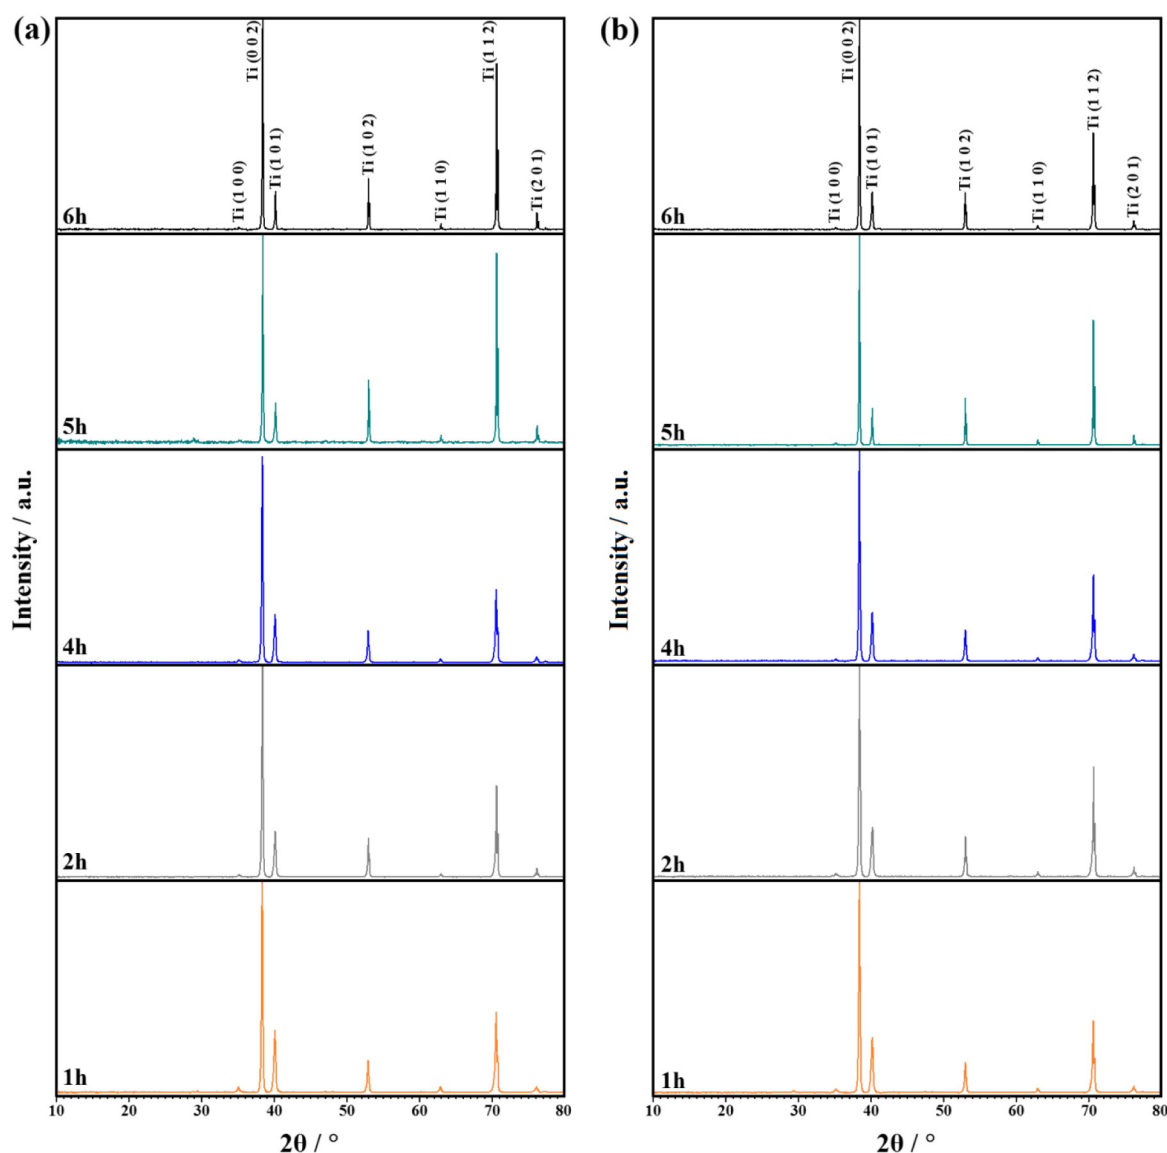 (a)
Ti (1 0 0)
Ti (0 0 2)
Ti (1 0 1)
Ti (1 0 2)
Ti (1 1 0)
Ti (1 1 2)
Ti (2 0 1)
6h
5h
4h
2h
1h
Intensity / a.u.
10 20 30 40 50 60 70 80
2θ / °
(b)
Ti (1 0 0)
Ti (0 0 2)
Ti (1 0 1)
Ti (1 0 2)
Ti (1 1 0)
Ti (1 1 2)
Ti (2 0 1)
6h
5h
4h
2h
1h
Intensity / a.u.
10 20 30 40 50 60 70 80
2θ / °